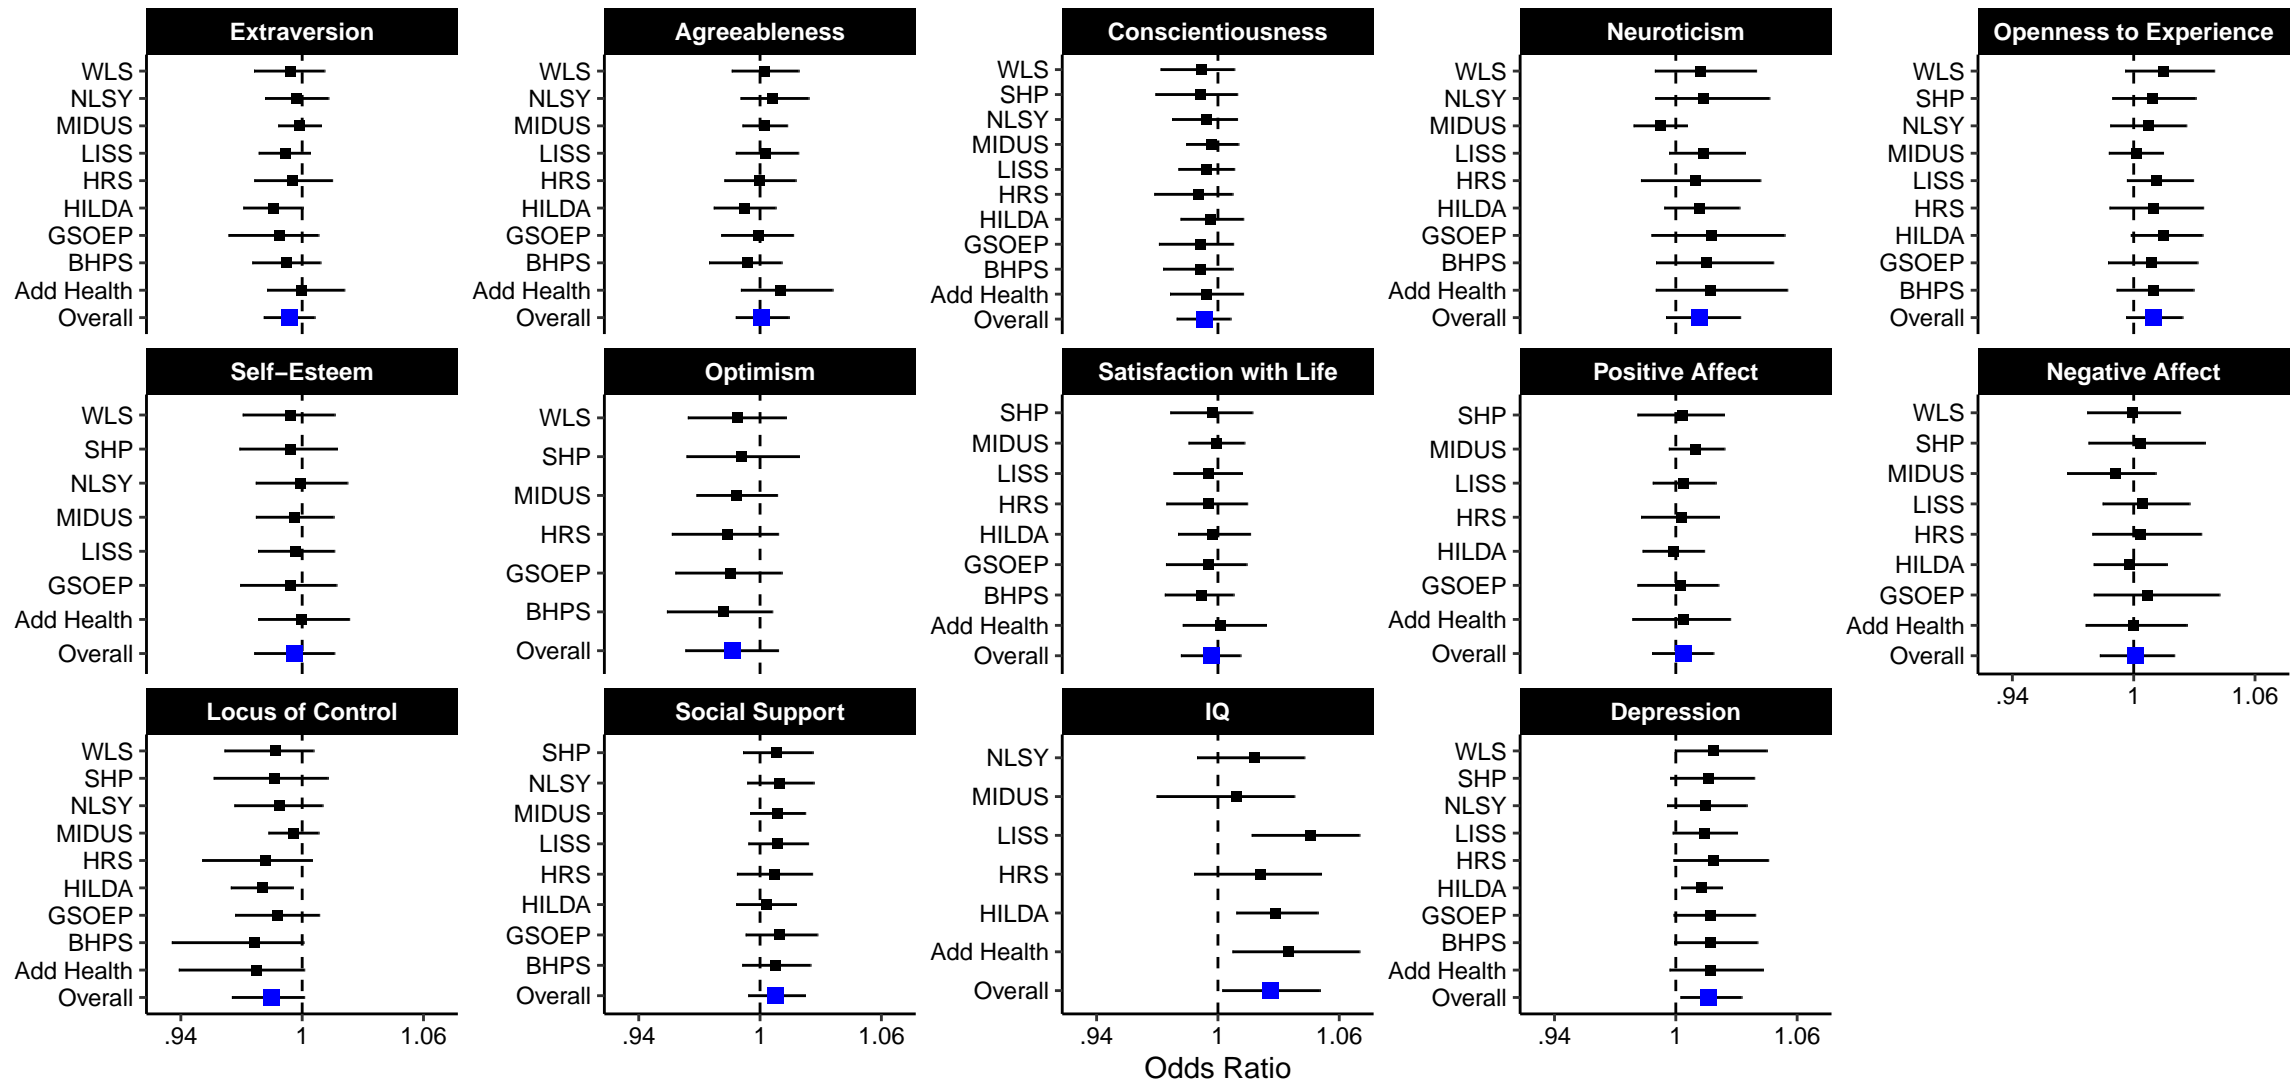 Extraversion
WLS
NLSY
MIDUS
LISS
HRS
HILDA
GSOEP
BHPS
Add Health
Overall
Agreeableness
WLS
NLSY
MIDUS
LISS
HRS
HILDA
GSOEP
BHPS
Add Health
Overall
Conscientiousness
WLS
SHP
NLSY
MIDUS
LISS
HRS
HILDA
GSOEP
BHPS
Add Health
Overall
Neuroticism
WLS
NLSY
MIDUS
LISS
HRS
HILDA
GSOEP
BHPS
Add Health
Overall
Openness to Experience
WLS
SHP
NLSY
MIDUS
LISS
HRS
HILDA
GSOEP
BHPS
Overall
Self−Esteem
WLS
SHP
NLSY
MIDUS
LISS
GSOEP
Add Health
Overall
Optimism
WLS
SHP
MIDUS
HRS
GSOEP
BHPS
Overall
Satisfaction with Life
SHP
MIDUS
LISS
HRS
HILDA
GSOEP
BHPS
Add Health
Overall
Positive Affect
SHP
MIDUS
LISS
HRS
HILDA
GSOEP
Add Health
Overall
Negative Affect
WLS
SHP
MIDUS
LISS
HRS
HILDA
GSOEP
Add Health
Overall
.94 1 1.06
Locus of Control
WLS
SHP
NLSY
MIDUS
HRS
HILDA
GSOEP
BHPS
Add Health
Overall
.94 1 1.06
Social Support
SHP
NLSY
MIDUS
LISS
HRS
HILDA
GSOEP
BHPS
Overall
.94 1 1.06
IQ
NLSY
MIDUS
LISS
HRS
HILDA
Add Health
Overall
.94 1 1.06
Depression
WLS
SHP
NLSY
LISS
HRS
HILDA
GSOEP
BHPS
Add Health
Overall
.94 1 1.06
Odds Ratio